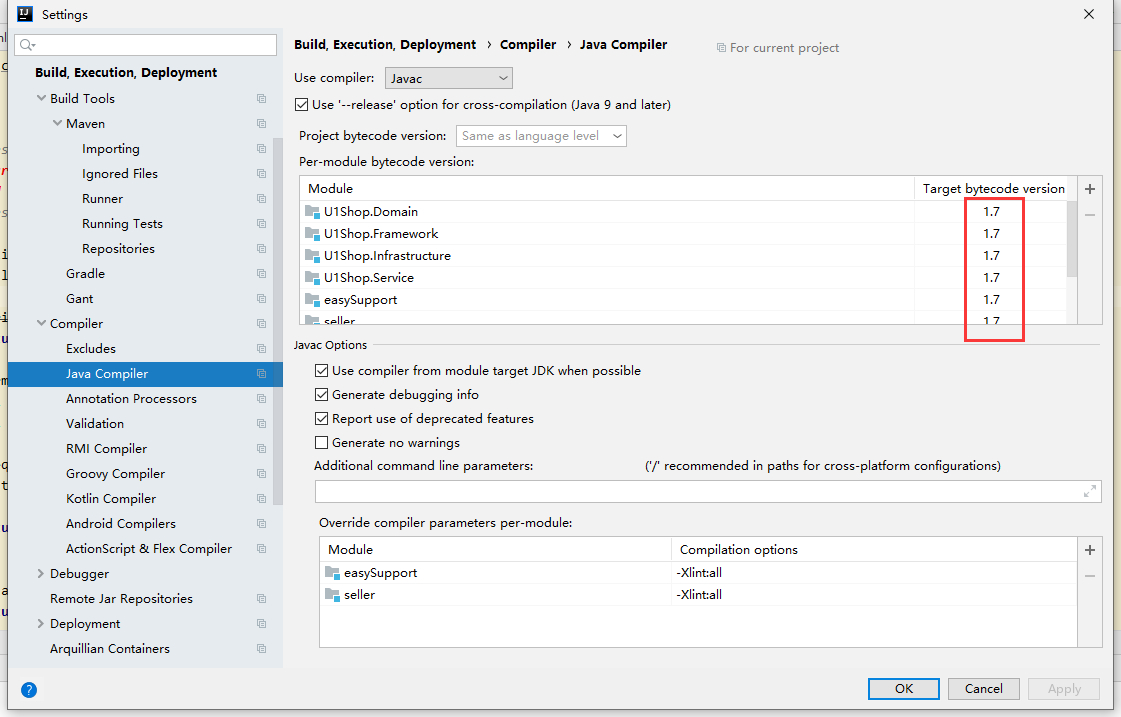 Settings
Build, Execution, Deployment
Build Tools
Maven
Importing
Ignored Files
Runner
Running Tests
Repositories
Gradle
Gant
Compiler
Excludes
Java Compiler
Annotation Processors
Validation
RMI Compiler
Groovy Compiler
Kotlin Compiler
Android Compilers
ActionScript & Flex Compiler
Debugger
Remote Jar Repositories
Deployment
Arquillian Containers
Build, Execution, Deployment › Compiler › Java Compiler
For current project
Use compiler: Javac
Use '--release' option for cross-compilation (Java 9 and later)
Project bytecode version: Same as language level
Per-module bytecode version:
Module Target bytecode version
U1Shop.Domain 1.7
U1Shop.Framework 1.7
U1Shop.Infrastructure 1.7
U1Shop.Service 1.7
easySupport 1.7
seller 1.7
Javac Options
Use compiler from module target JDK when possible
Generate debugging info
Report use of deprecated features
Generate no warnings
Additional command line parameters: ('/' recommended in paths for cross-platform configurations)
Override compiler parameters per-module:
Module Compilation options
easySupport -Xlint:all
seller -Xlint:all
? OK Cancel Apply